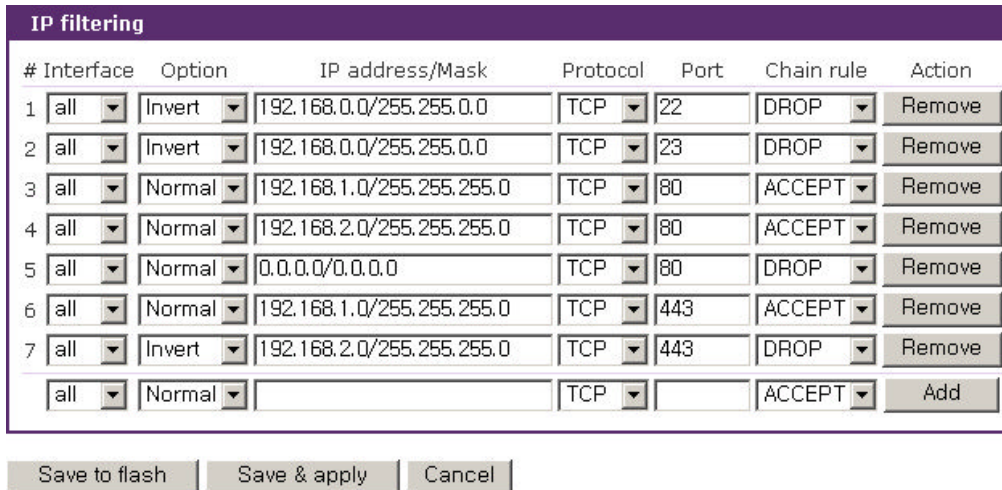 IP filtering
# Interface Option IP address/Mask Protocol Port Chain rule Action
1 all Invert 192.168.0.0/255.255.0.0 TCP 22 DROP Remove
2 all Invert 192.168.0.0/255.255.0.0 TCP 23 DROP Remove
3 all Normal 192.168.1.0/255.255.255.0 TCP 80 ACCEPT Remove
4 all Normal 192.168.2.0/255.255.255.0 TCP 80 ACCEPT Remove
5 all Normal 0.0.0.0/0.0.0.0 TCP 80 DROP Remove
6 all Normal 192.168.1.0/255.255.255.0 TCP 443 ACCEPT Remove
7 all Invert 192.168.2.0/255.255.255.0 TCP 443 DROP Remove
all Normal TCP ACCEPT Add
Save to flash Save & apply Cancel